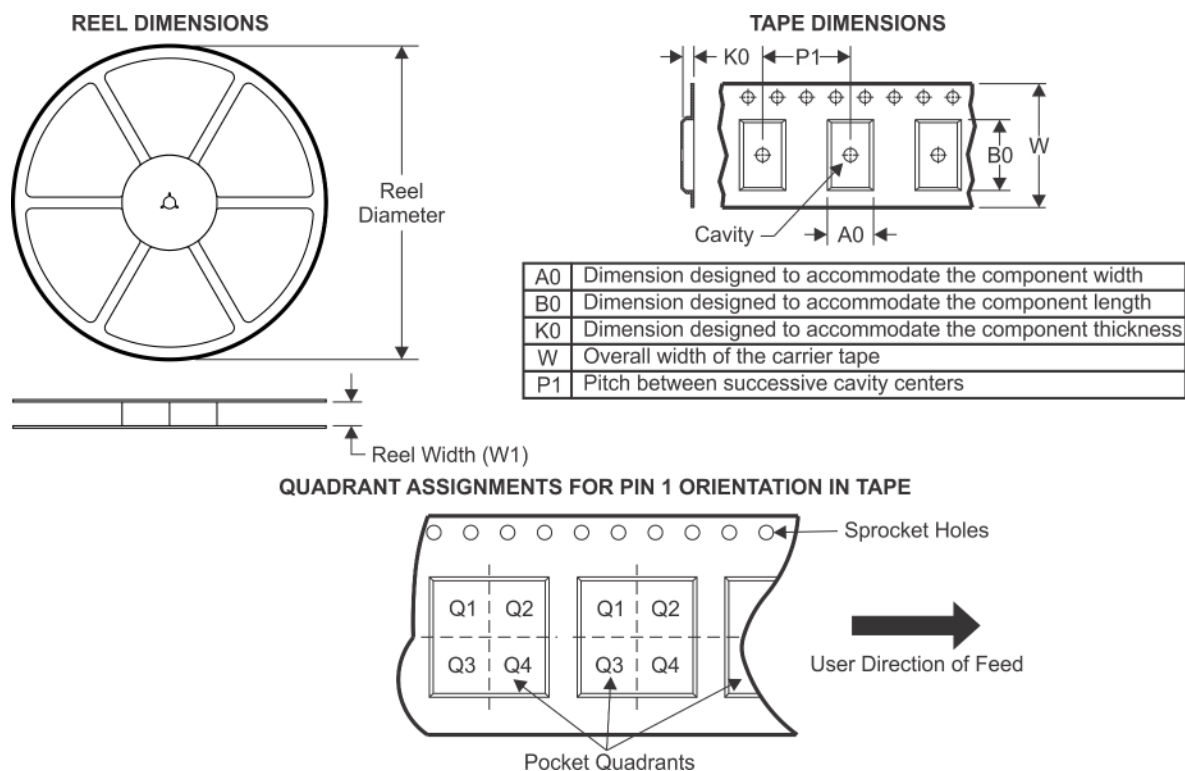 REEL DIMENSIONS
Reel
Diameter
Reel Width (W1)
TAPE DIMENSIONS
K0
P1
W
B0
Cavity
A0
A0 Dimension designed to accommodate the component width
B0 Dimension designed to accommodate the component length
K0 Dimension designed to accommodate the component thickness
W Overall width of the carrier tape
P1 Pitch between successive cavity centers
QUADRANT ASSIGNMENTS FOR PIN 1 ORIENTATION IN TAPE
Sprocket Holes
Q1 Q2 Q1 Q2
Q3 Q4 Q3 Q4
User Direction of Feed
Pocket Quadrants